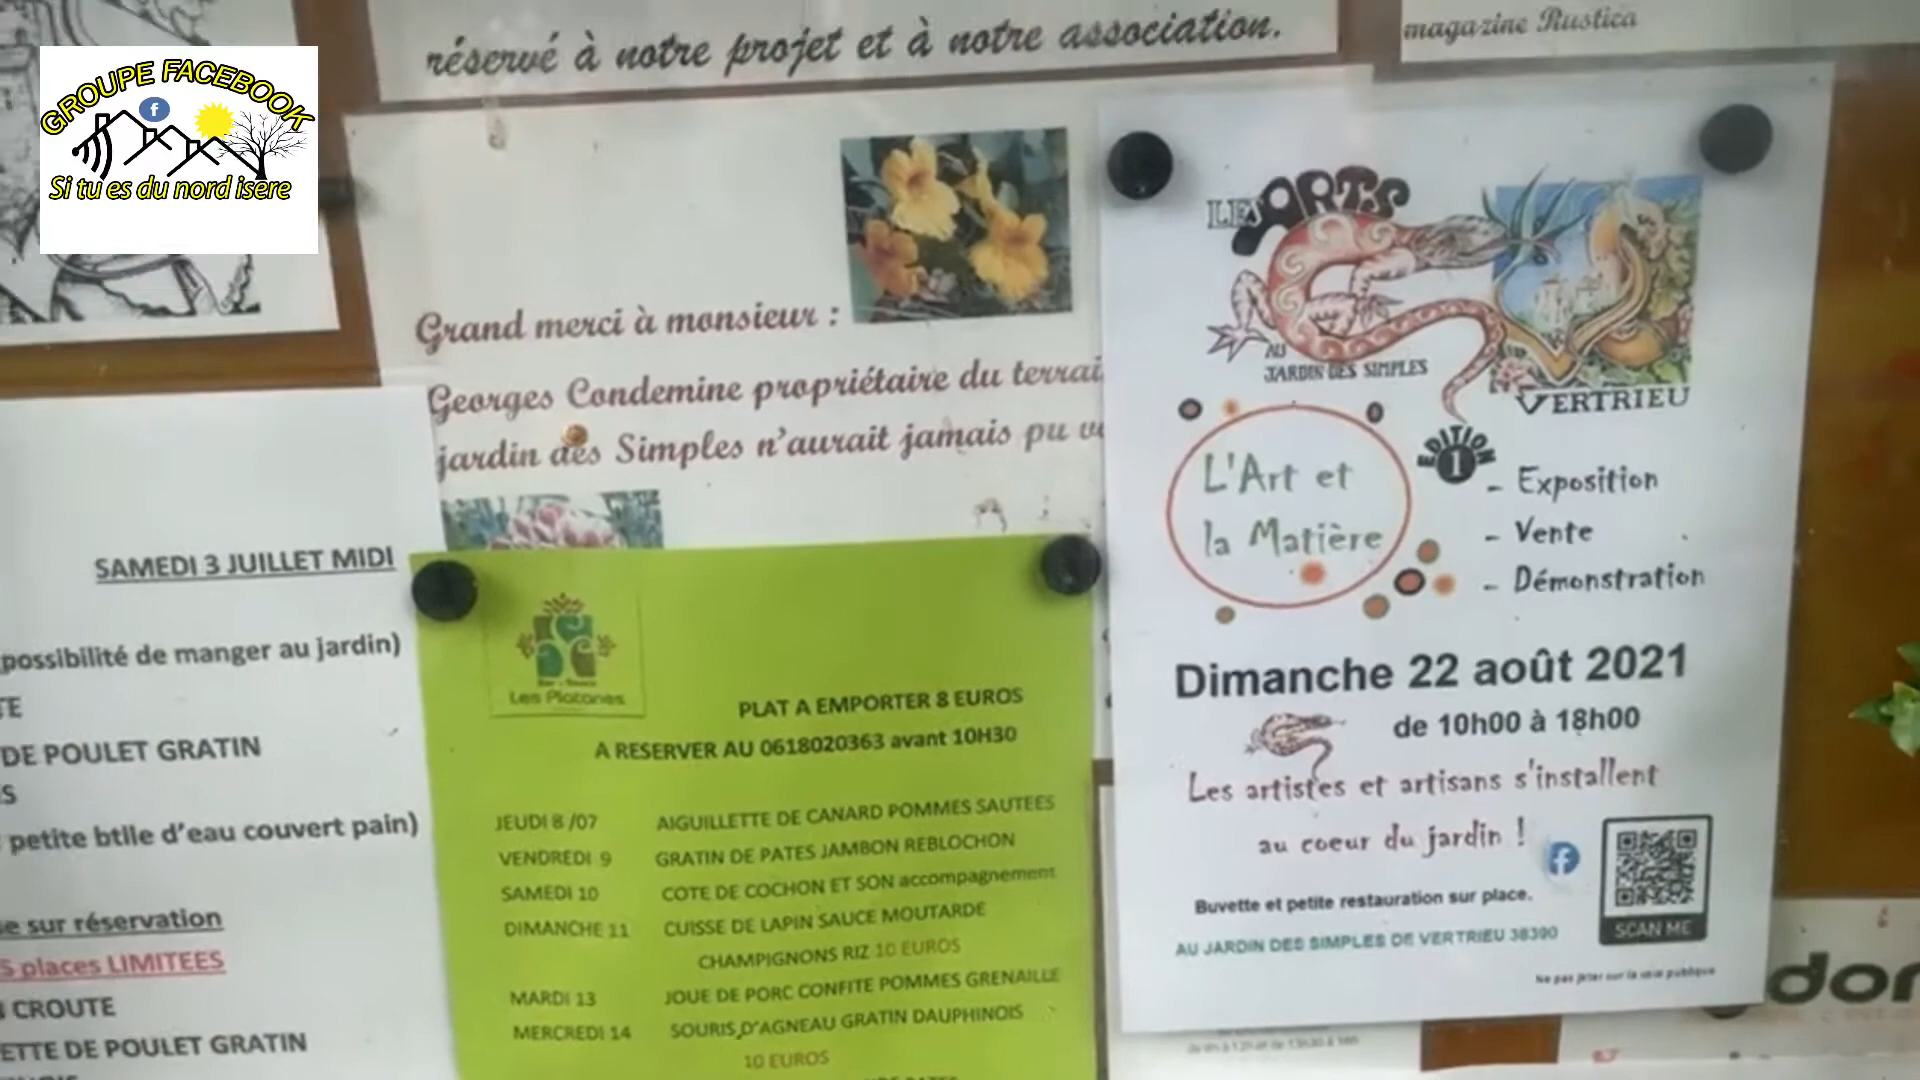 GROUPE FACEBOOK
Si tu es du nord isere
réservé à notre projet et à notre association.
magazine Rustica
Grand merci à monsieur :
Georges Condemine propriétaire du terrai
jardin des Simples n'aurait jamais pu
SAMEDI 3 JUILLET MIDI
possibilité de manger au jardin)
TE
DE POULET GRATIN
petite btlle d'eau couvert pain)
sur réservation
5 places LIMITEES
CROUTE
ETTE DE POULET GRATIN
Les Platanes
PLAT A EMPORTER 8 EUROS
A RESERVER AU 0618020363 avant 10H30
JEUDI 8 /07 AIGUILLETTE DE CANARD POMMES SAUTEES
VENDREDI 9 GRATIN DE PATES JAMBON REBLOCHON
SAMEDI 10 COTE DE COCHON ET SON accompagnement
DIMANCHE 11 CUISSE DE LAPIN SAUCE MOUTARDE
CHAMPIGNONS RIZ 10 EUROS
MARDI 13 JOUE DE PORC CONFITE POMMES GRENAILLE
MERCREDI 14 SOURIS D'AGNEAU GRATIN DAUPHINOIS
10 EUROS
LES ARTS
AU
JARDIN DES SIMPLES
VERTRIEU
EDITION 1
L'Art et
la Matière
- Exposition
- Vente
- Démonstration
Dimanche 22 août 2021
de 10h00 à 18h00
Les artistes et artisans s'installent
au coeur du jardin !
Buvette et petite restauration sur place.
AU JARDIN DES SIMPLES DE VERTRIEU 38390
SCAN ME
Ne pas jeter sur la voie publique
dor